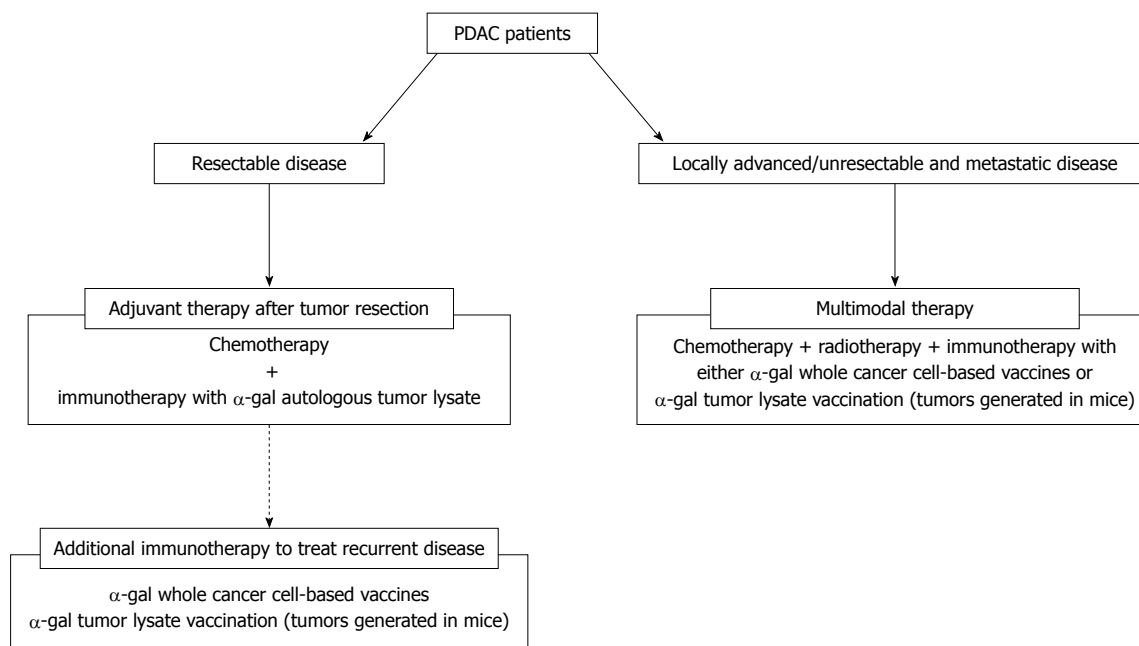 PDAC patients
Resectable disease
Locally advanced/unresectable and metastatic disease
Adjuvant therapy after tumor resection
Chemotherapy
+
immunotherapy with α-gal autologous tumor lysate
Multimodal therapy
Chemotherapy + radiotherapy + immunotherapy with
either α-gal whole cancer cell-based vaccines or
α-gal tumor lysate vaccination (tumors generated in mice)
Additional immunotherapy to treat recurrent disease
α-gal whole cancer cell-based vaccines
α-gal tumor lysate vaccination (tumors generated in mice)